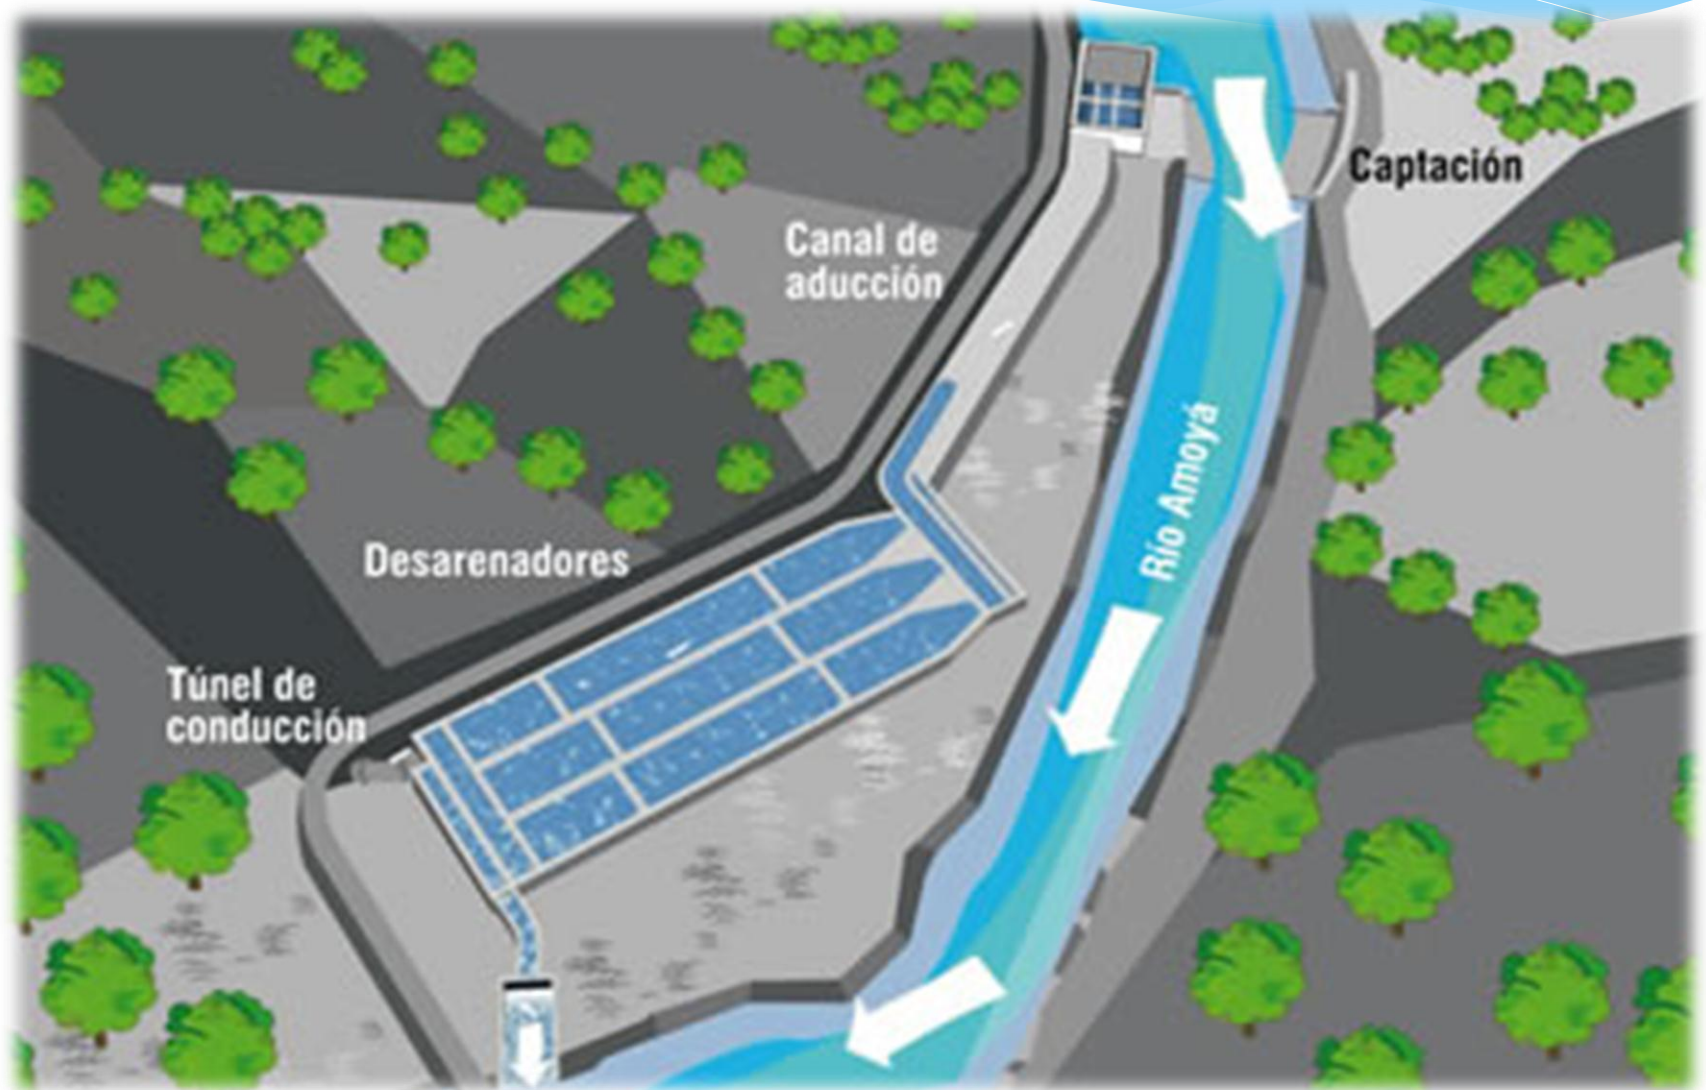 Captación
Canal de
aducción
Río Amoyá
Desarenadores
Túnel de
conducción